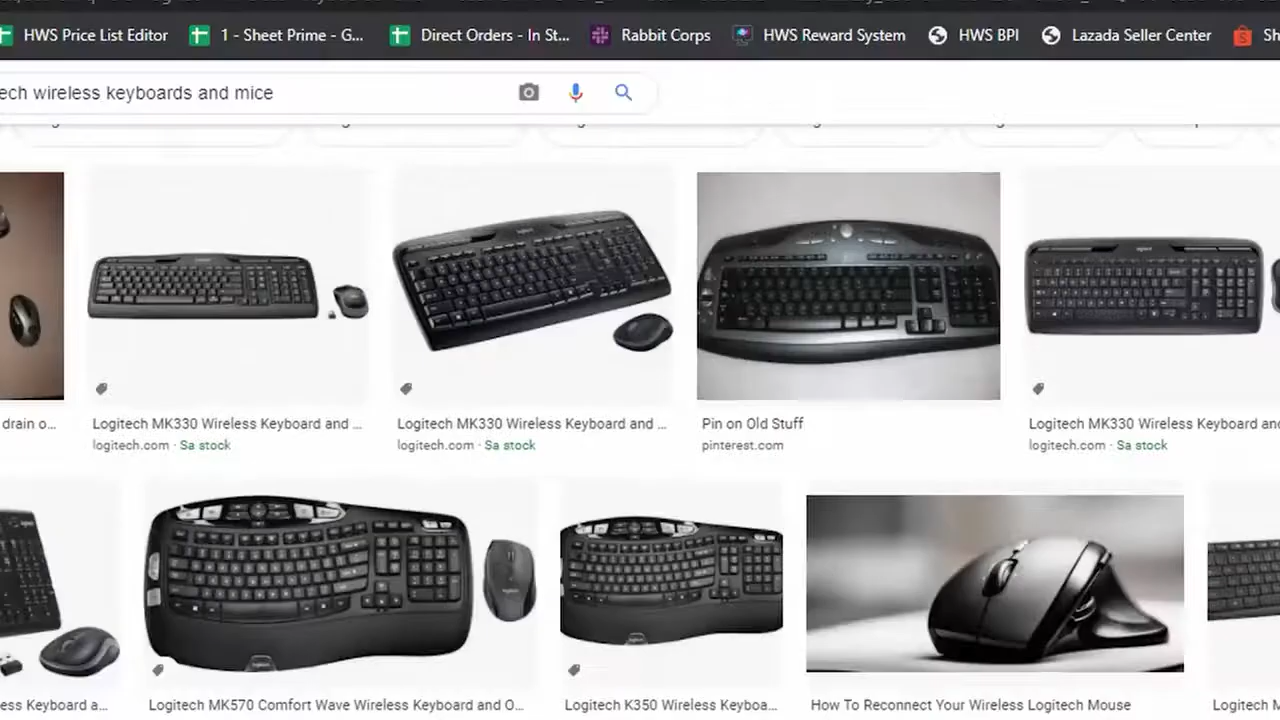 HWS Price List Editor 1 - Sheet Prime - G... Direct Orders - In St... Rabbit Corps HWS Reward System HWS BPI Lazada Seller Center Sh
ech wireless keyboards and mice
drain o... Logitech MK330 Wireless Keyboard and ... Logitech MK330 Wireless Keyboard and ... Pin on Old Stuff Logitech MK330 Wireless Keyboard and
logitech.com · Sa stock logitech.com · Sa stock pinterest.com logitech.com · Sa stock
ess Keyboard a... Logitech MK570 Comfort Wave Wireless Keyboard and O... Logitech K350 Wireless Keyboa... How To Reconnect Your Wireless Logitech Mouse Logitech M